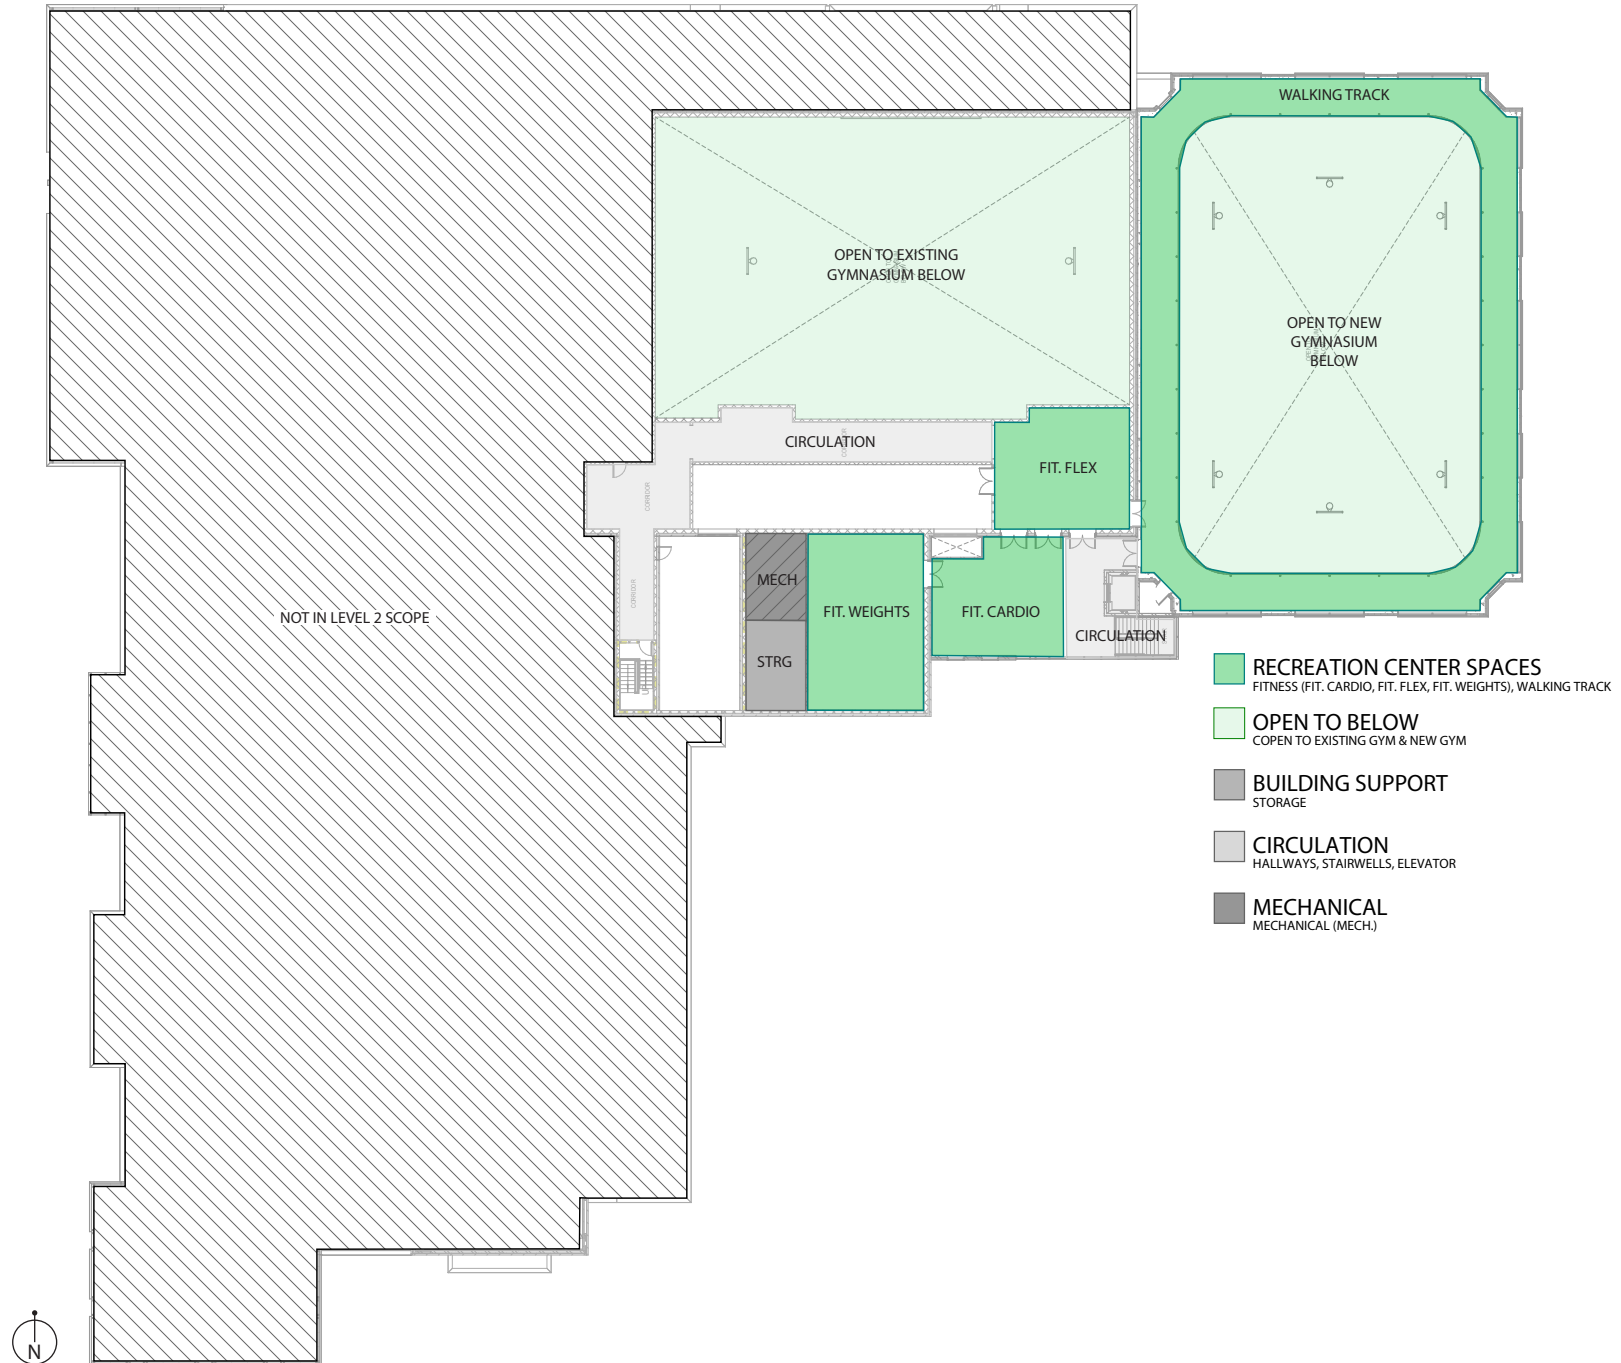 WALKING TRACK
OPEN TO EXISTING
GYMNASIUM BELOW
OPEN TO NEW
GYMNASIUM
BELOW
CIRCULATION
CORRIDOR
FIT. FLEX
CORRIDOR
CORRIDOR
MECH
FIT. WEIGHTS
FIT. CARDIO
NOT IN LEVEL 2 SCOPE
CIRCULATION
STRG
RECREATION CENTER SPACES
FITNESS (FIT. CARDIO, FIT. FLEX, FIT. WEIGHTS), WALKING TRACK
OPEN TO BELOW
COPEN TO EXISTING GYM & NEW GYM
BUILDING SUPPORT
STORAGE
CIRCULATION
HALLWAYS, STAIRWELLS, ELEVATOR
MECHANICAL
MECHANICAL (MECH.)
N